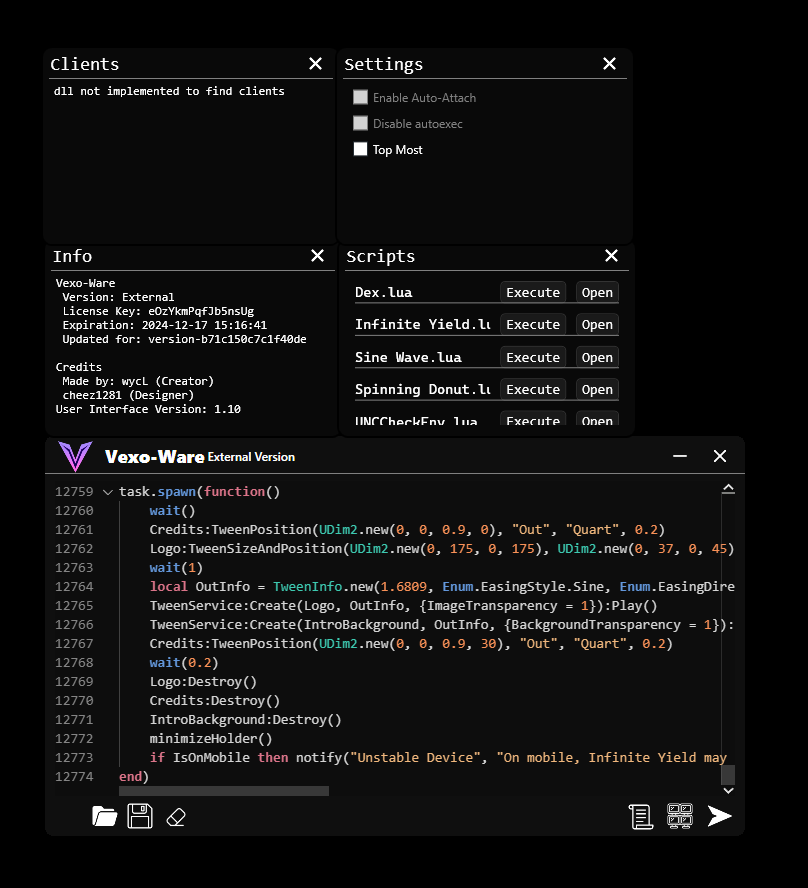 Clients
dll not implemented to find clients
Settings
Enable Auto-Attach
Disable autoexec
Top Most
Info
Vexo-Ware
Version: External
License Key: eOzYkmPqfJb5nsUg
Expiration: 2024-12-17 15:16:41
Updated for: version-b71c150c7c1f40de
Credits
Made by: wycL (Creator)
cheez1281 (Designer)
User Interface Version: 1.10
Scripts
Dex.lua Execute Open
Infinite Yield.lu Execute Open
Sine Wave.lua Execute Open
Spinning Donut.lu Execute Open
UNCCheckEnv.lua Execute Open
Vexo-Ware External Version
12759 task.spawn(function()
12760 wait()
12761 Credits:TweenPosition(UDim2.new(0, 0, 0.9, 0), "Out", "Quart", 0.2)
12762 Logo:TweenSizeAndPosition(UDim2.new(0, 175, 0, 175), UDim2.new(0, 37, 0, 45)
12763 wait(1)
12764 local OutInfo = TweenInfo.new(1.6809, Enum.EasingStyle.Sine, Enum.EasingDire
12765 TweenService:Create(Logo, OutInfo, {ImageTransparency = 1}):Play()
12766 TweenService:Create(IntroBackground, OutInfo, {BackgroundTransparency = 1}):
12767 Credits:TweenPosition(UDim2.new(0, 0, 0.9, 30), "Out", "Quart", 0.2)
12768 wait(0.2)
12769 Logo:Destroy()
12770 Credits:Destroy()
12771 IntroBackground:Destroy()
12772 minimizeHolder()
12773 if IsOnMobile then notify("Unstable Device", "On mobile, Infinite Yield may
12774 end)